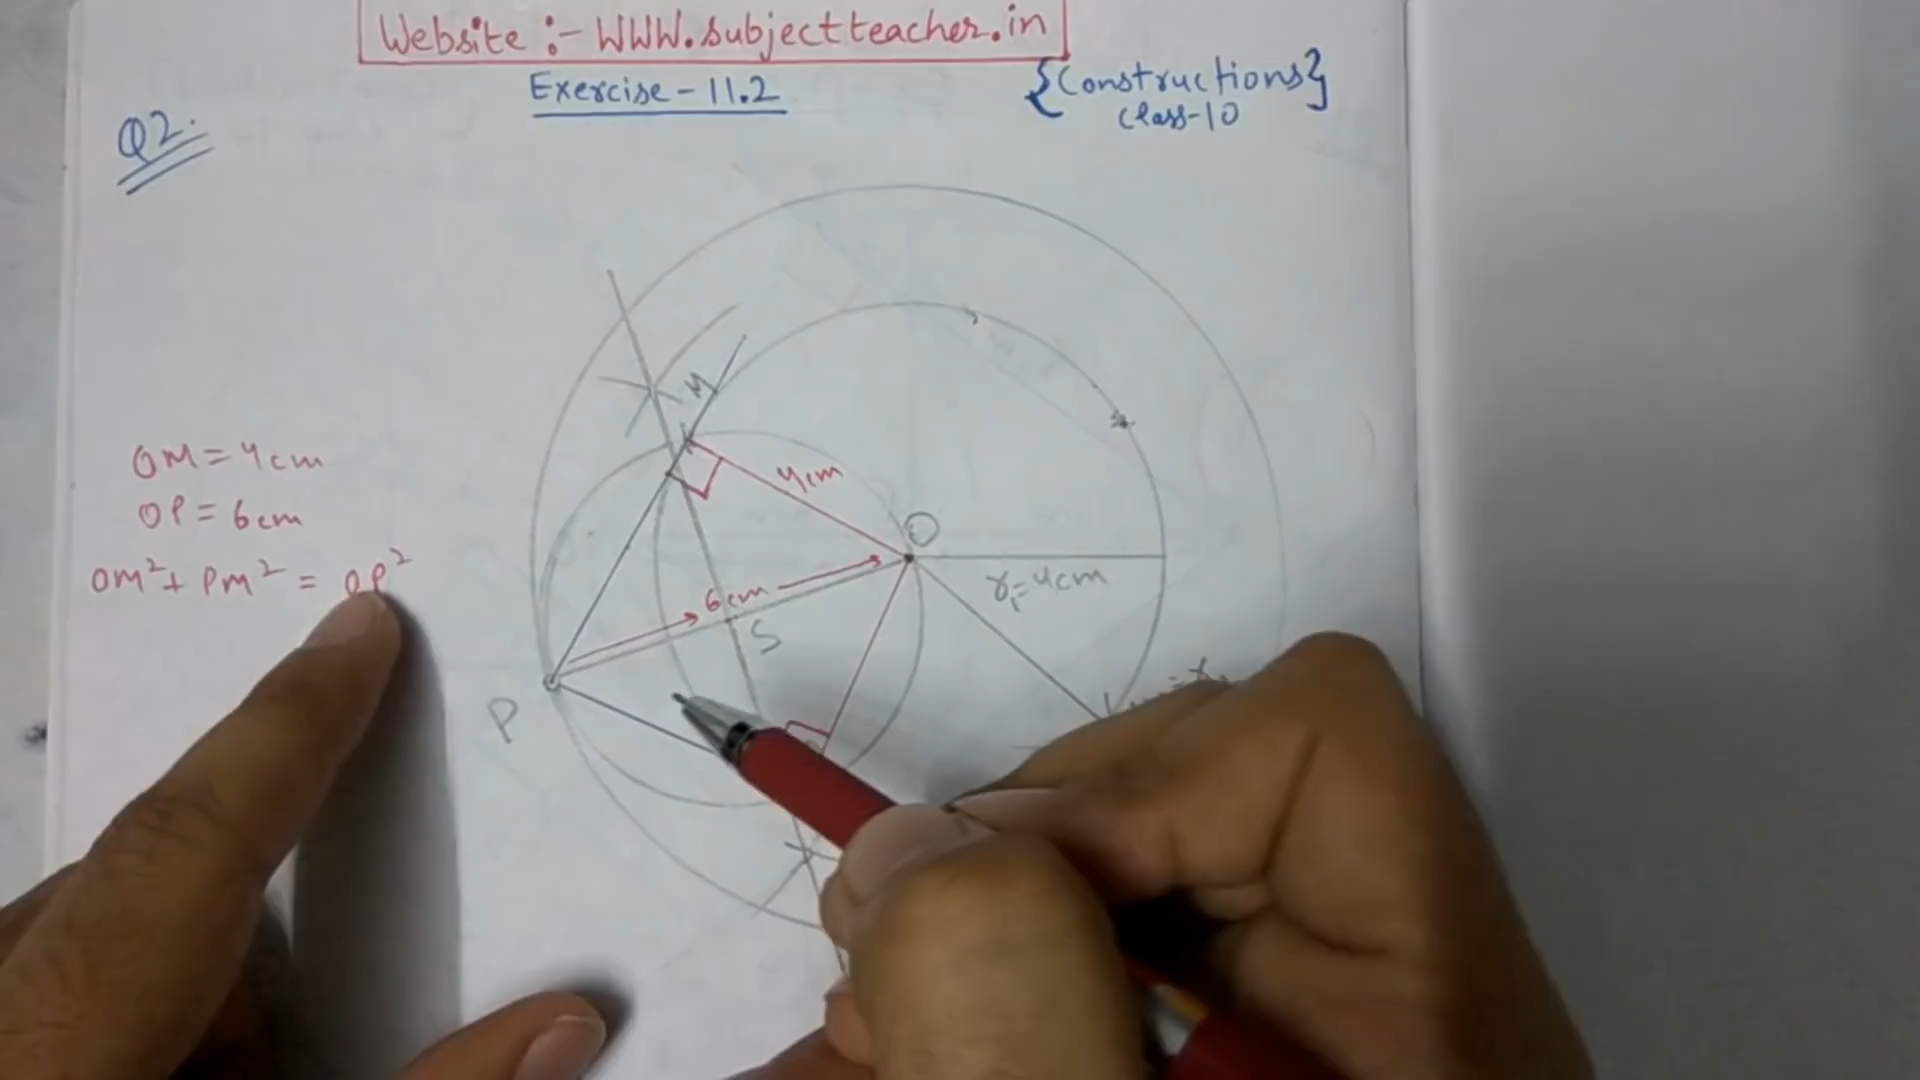 Website :- WWW.subjectteacher.in
Exercise - 11.2
{Constructions}
Class-10
Q2.
OM = 4cm
OP = 6cm
OM² + PM² = OP²
M
4cm
O
6cm
r₁=4cm
S
P